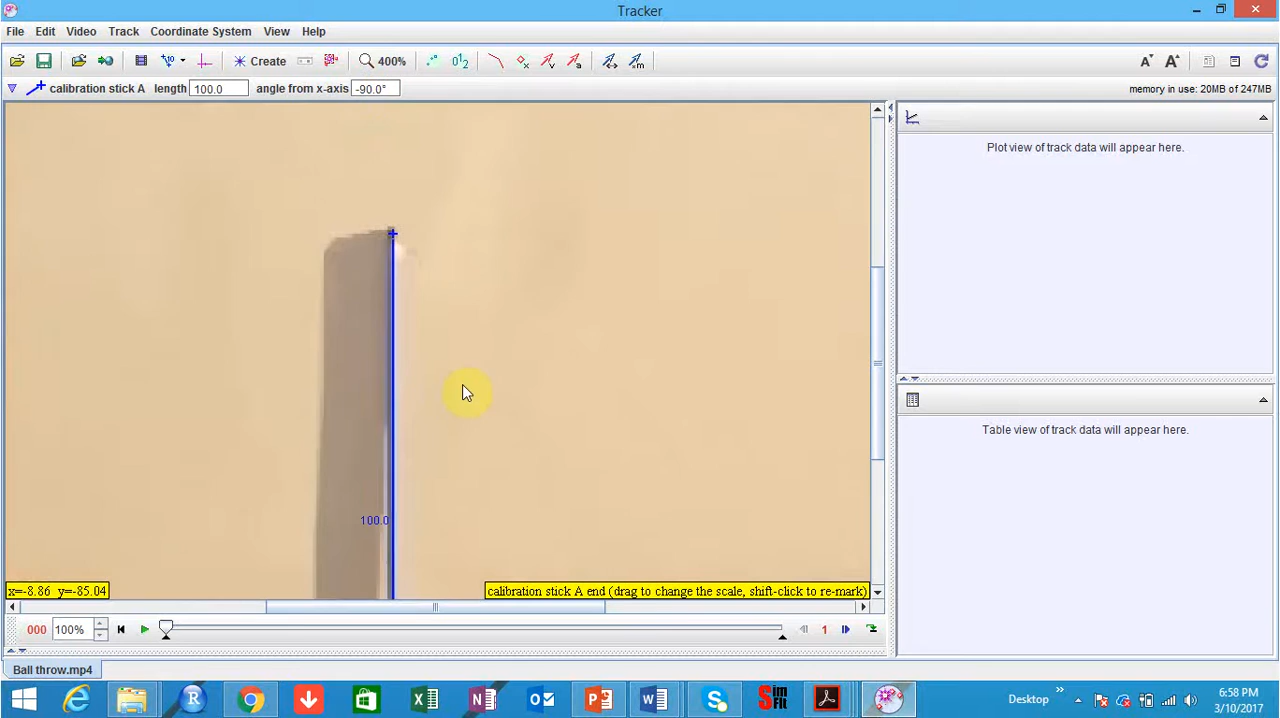 Tracker
File Edit Video Track Coordinate System View Help
Create 400%
calibration stick A length 100.0 angle from x-axis -90.0° memory in use: 20MB of 247MB
Plot view of track data will appear here.
100.0
Table view of track data will appear here.
x=-8.86 y=-85.04 calibration stick A end (drag to change the scale, shift-click to re-mark)
000 100% 1
Ball throw.mp4
Desktop 6:58 PM
3/10/2017